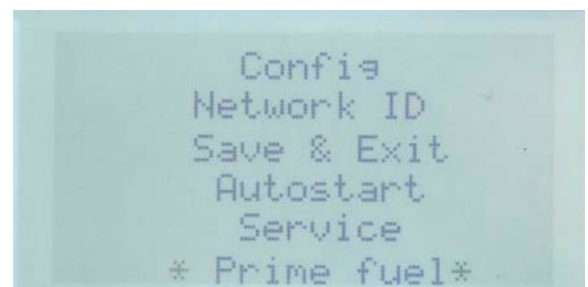 Config
Network ID
Save & Exit
Autostart
Service
* Prime fuel*